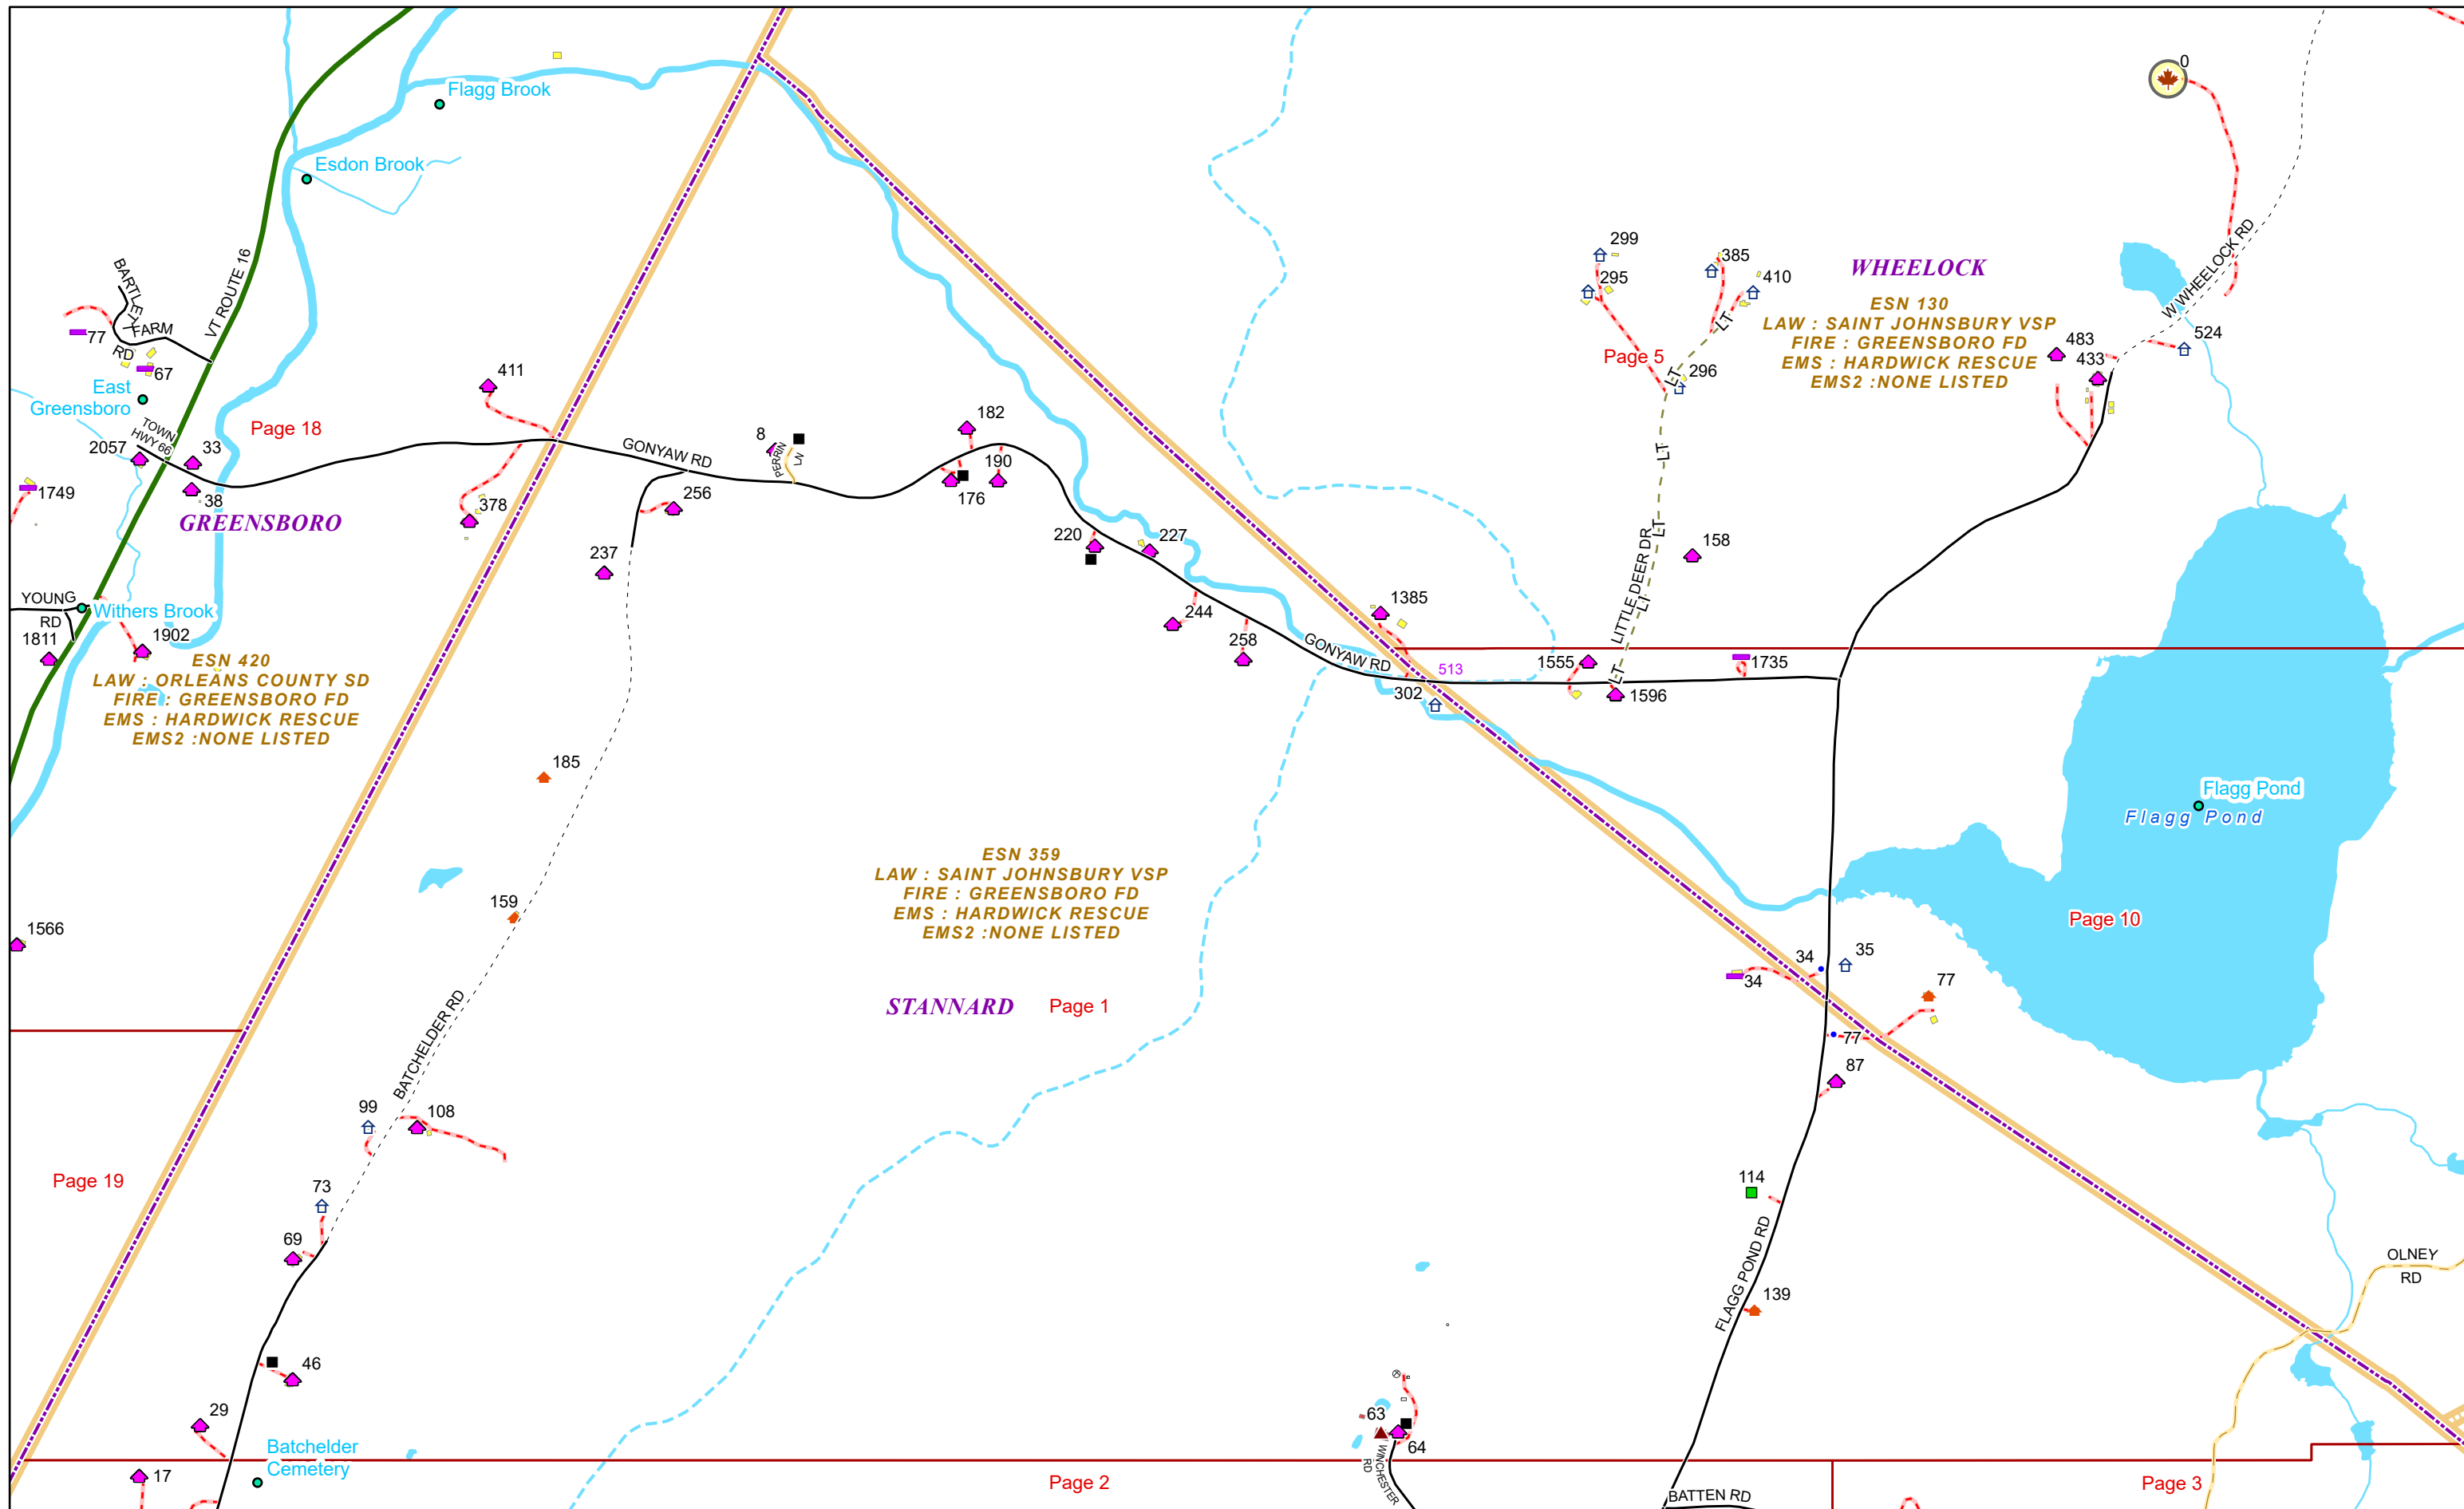 0
Flagg Brook
Esdon Brook
VT ROUTE 16
BARTLETT
FARM
RD
77
67
East
Greensboro
TOWN
HWY 66
2057
33
38
Page 18
1749
GREENSBORO
YOUNG
RD
Withers Brook
1811
1902
ESN 420
LAW : ORLEANS COUNTY SD
FIRE : GREENSBORO FD
EMS : HARDWICK RESCUE
EMS2 :NONE LISTED
1566
Page 19
411
378
GONYAW RD
256
237
8
PERRIN
LN
182
190
176
220
227
244
258
GONYAW RD
1385
513
302
299
295
385
410
296
Page 5
LT
LT
LT
LT
LI
LT
LITTLE DEER DR
158
1555
1596
1735
WHEELOCK
ESN 130
LAW : SAINT JOHNSBURY VSP
FIRE : GREENSBORO FD
EMS : HARDWICK RESCUE
EMS2 :NONE LISTED
W WHEELOCK RD
483
433
524
Flagg Pond
Flagg Pond
Page 10
185
159
ESN 359
LAW : SAINT JOHNSBURY VSP
FIRE : GREENSBORO FD
EMS : HARDWICK RESCUE
EMS2 :NONE LISTED
STANNARD
Page 1
BATCHELDER RD
99
108
73
69
46
29
17
Batchelder
Cemetery
34
34
35
77
77
87
114
FLAGG POND RD
139
63
64
WINCHESTER
RD
Page 2
BATTEN RD
Page 3
OLNEY
RD